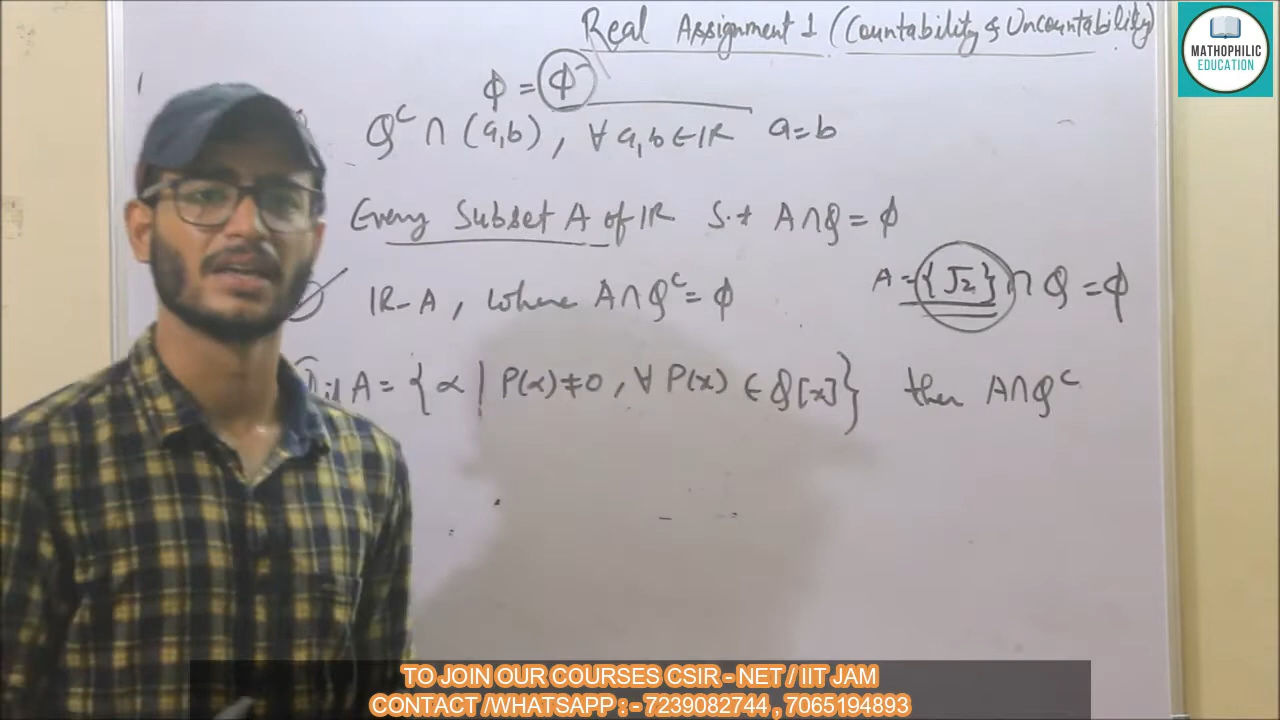 Real Assignment 1 (Countability & Uncountability)
MATHOPHILIC
EDUCATION
ϕ = ϕ
Q^c ∩ (a,b), ∀ a,b ∈ IR a=b
Every Subset A of IR s.t A∩Q = ϕ
A = {√2} ∩ Q = ϕ
IR-A, where A∩Q^c = ϕ
if A = {α | P(α)≠0, ∀ P(x) ∈ Q[x]} then A∩Q^c
TO JOIN OUR COURSES CSIR - NET / IIT JAM
CONTACT /WHATSAPP : - 7239082744 , 7065194893